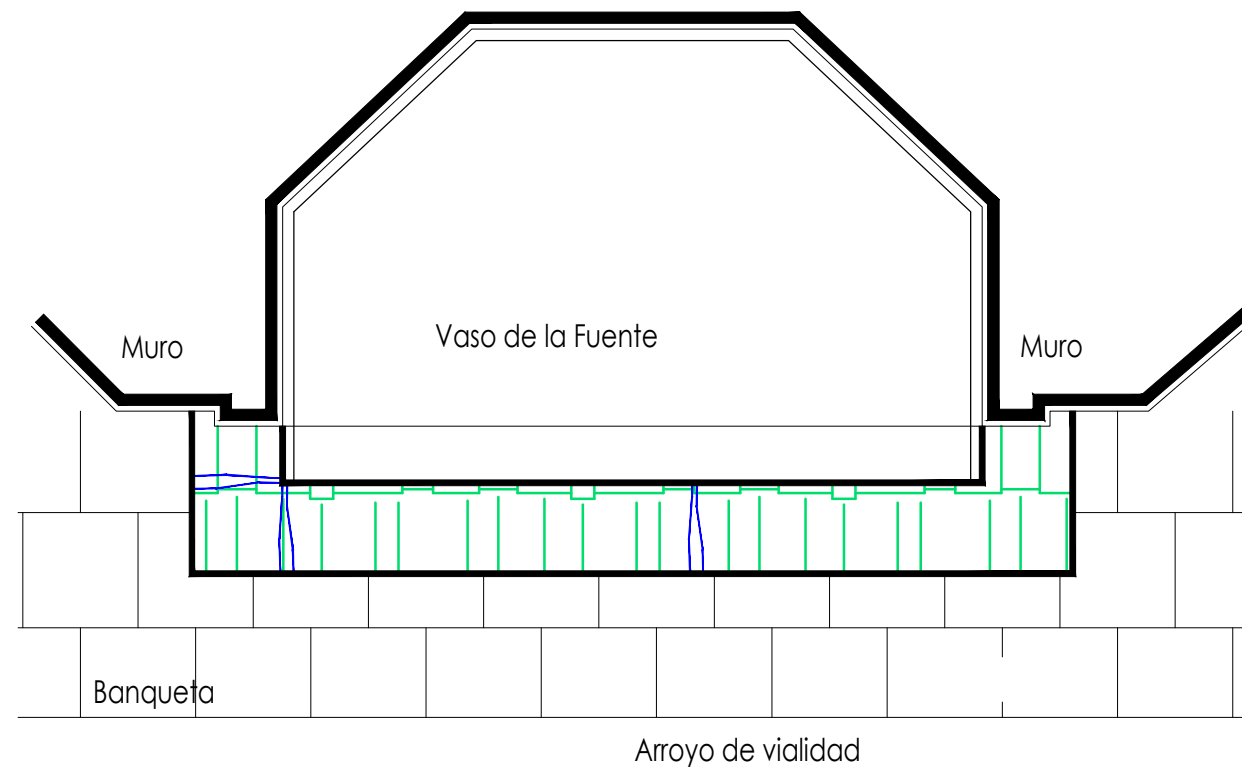 Vaso de la Fuente
Muro
Muro
Banqueta
Arroyo de vialidad